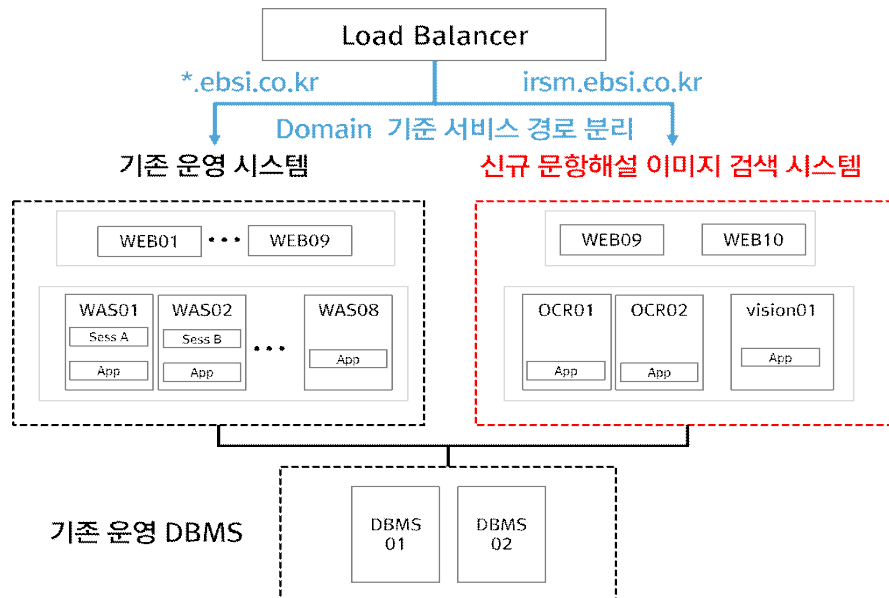 Load Balancer
*.ebsi.co.kr irsm.ebsi.co.kr
Domain 기준 서비스 경로 분리
기존 운영 시스템 신규 문항해설 이미지 검색 시스템
WEB01 ••• WEB09 WEB09 WEB10
WAS01 WAS02 WAS08 OCR01 OCR02 vision01
Sess A Sess B
•••
App App App App App App
기존 운영 DBMS
DBMS DBMS
01 02